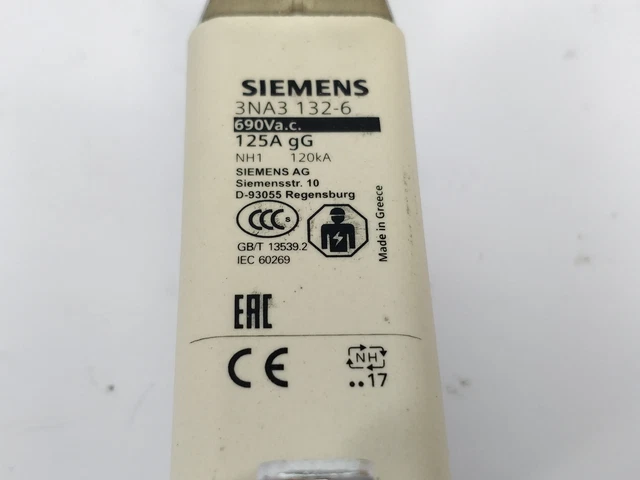 SIEMENS
3NA3 132-6
690Va.c.
125A gG
NH1 120kA
SIEMENS AG
Siemensstr. 10
D-93055 Regensburg
CCC S
GB/T 13539.2
IEC 60269
Made in Greece
EAC
CE
NH
..17